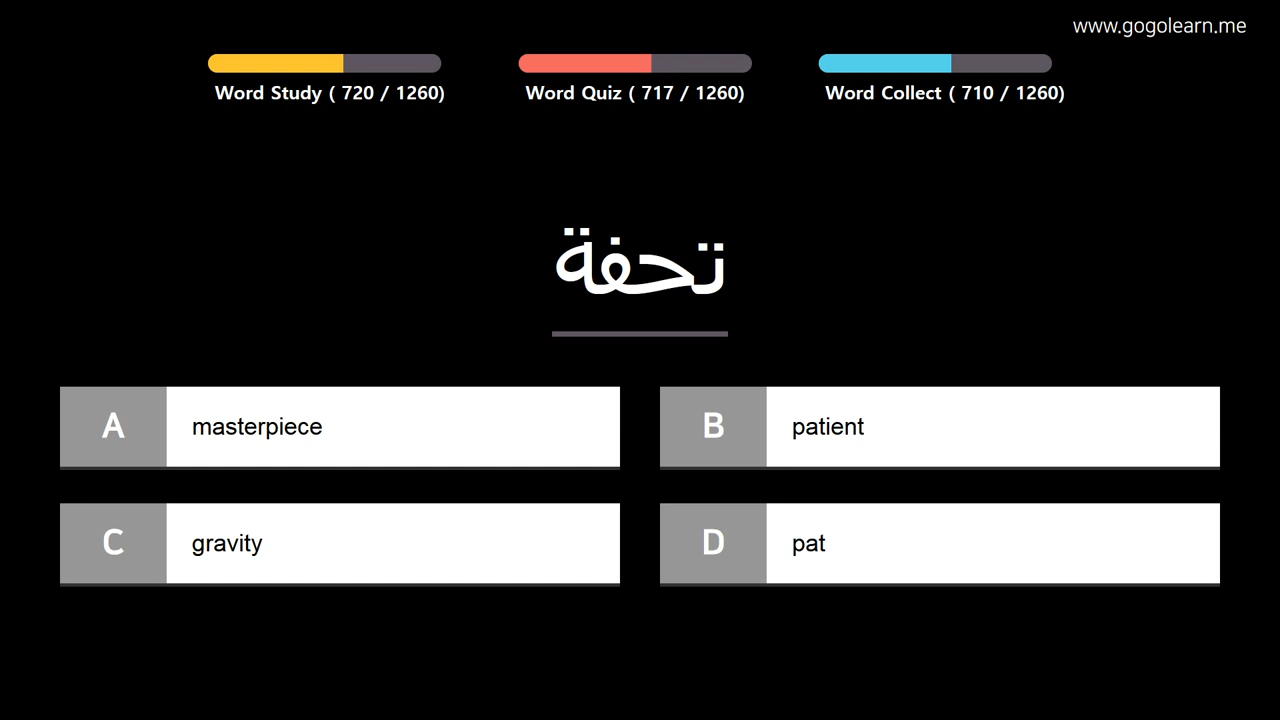 www.gogolearn.me
Word Study ( 720 / 1260)
Word Quiz ( 717 / 1260)
Word Collect ( 710 / 1260)
تحفة
A masterpiece
B patient
C gravity
D pat